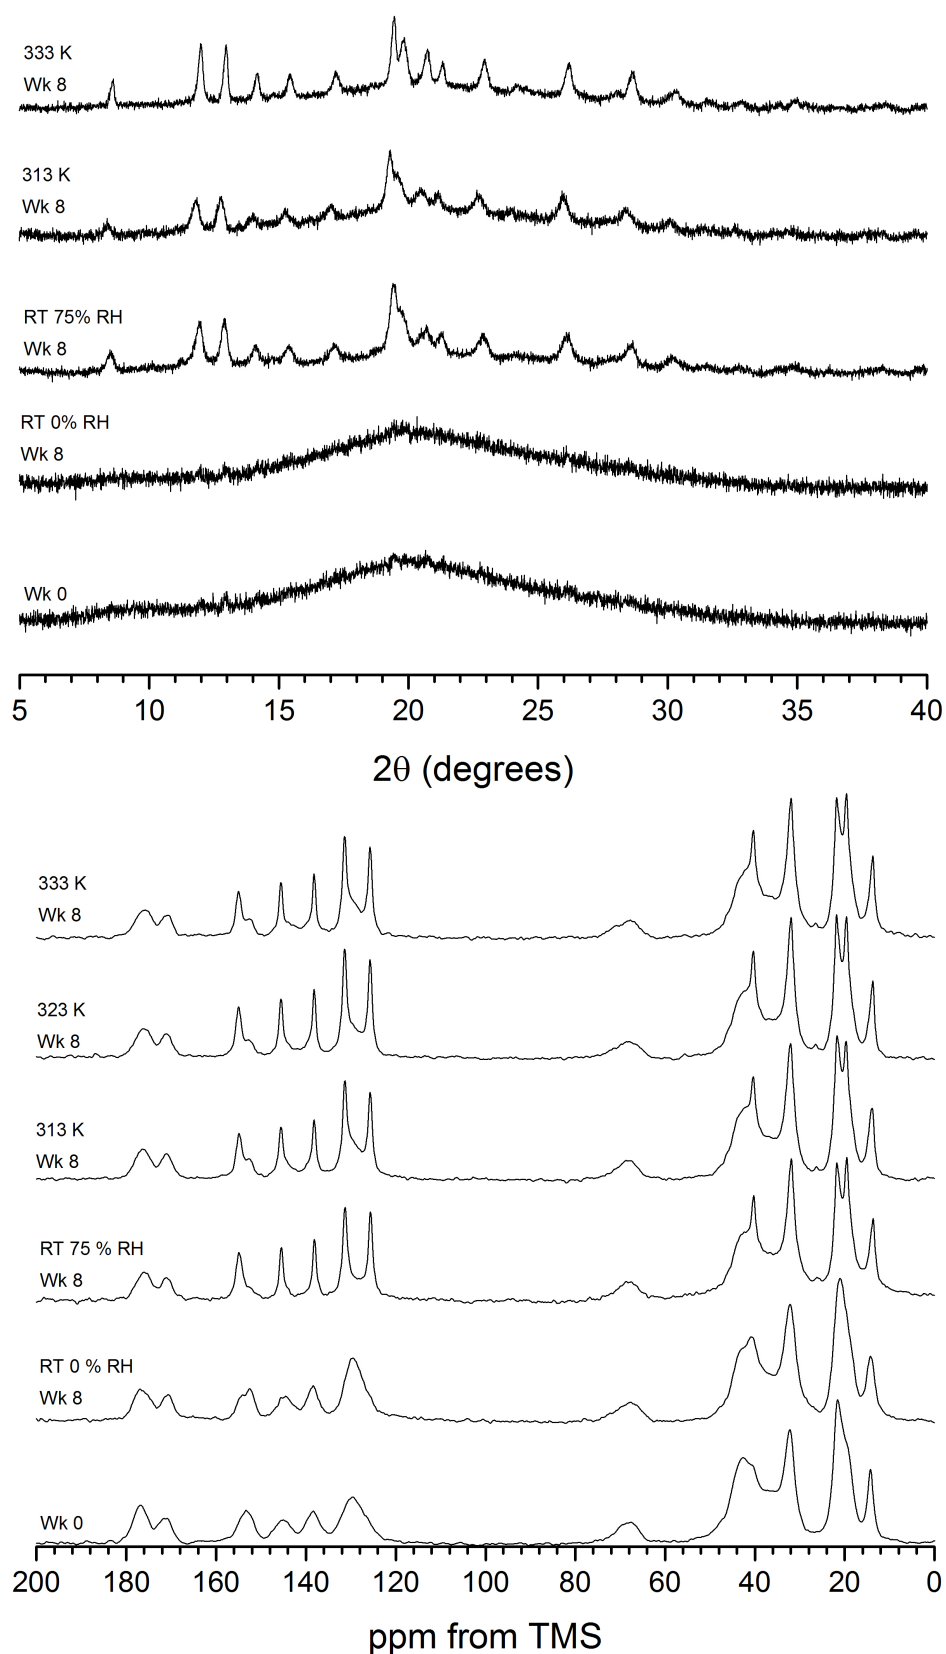 333 K
Wk 8
313 K
Wk 8
RT 75% RH
Wk 8
RT 0% RH
Wk 8
Wk 0
5 10 15 20 25 30 35 40
2θ (degrees)
333 K
Wk 8
323 K
Wk 8
313 K
Wk 8
RT 75 % RH
Wk 8
RT 0 % RH
Wk 8
Wk 0
200 180 160 140 120 100 80 60 40 20 0
ppm from TMS